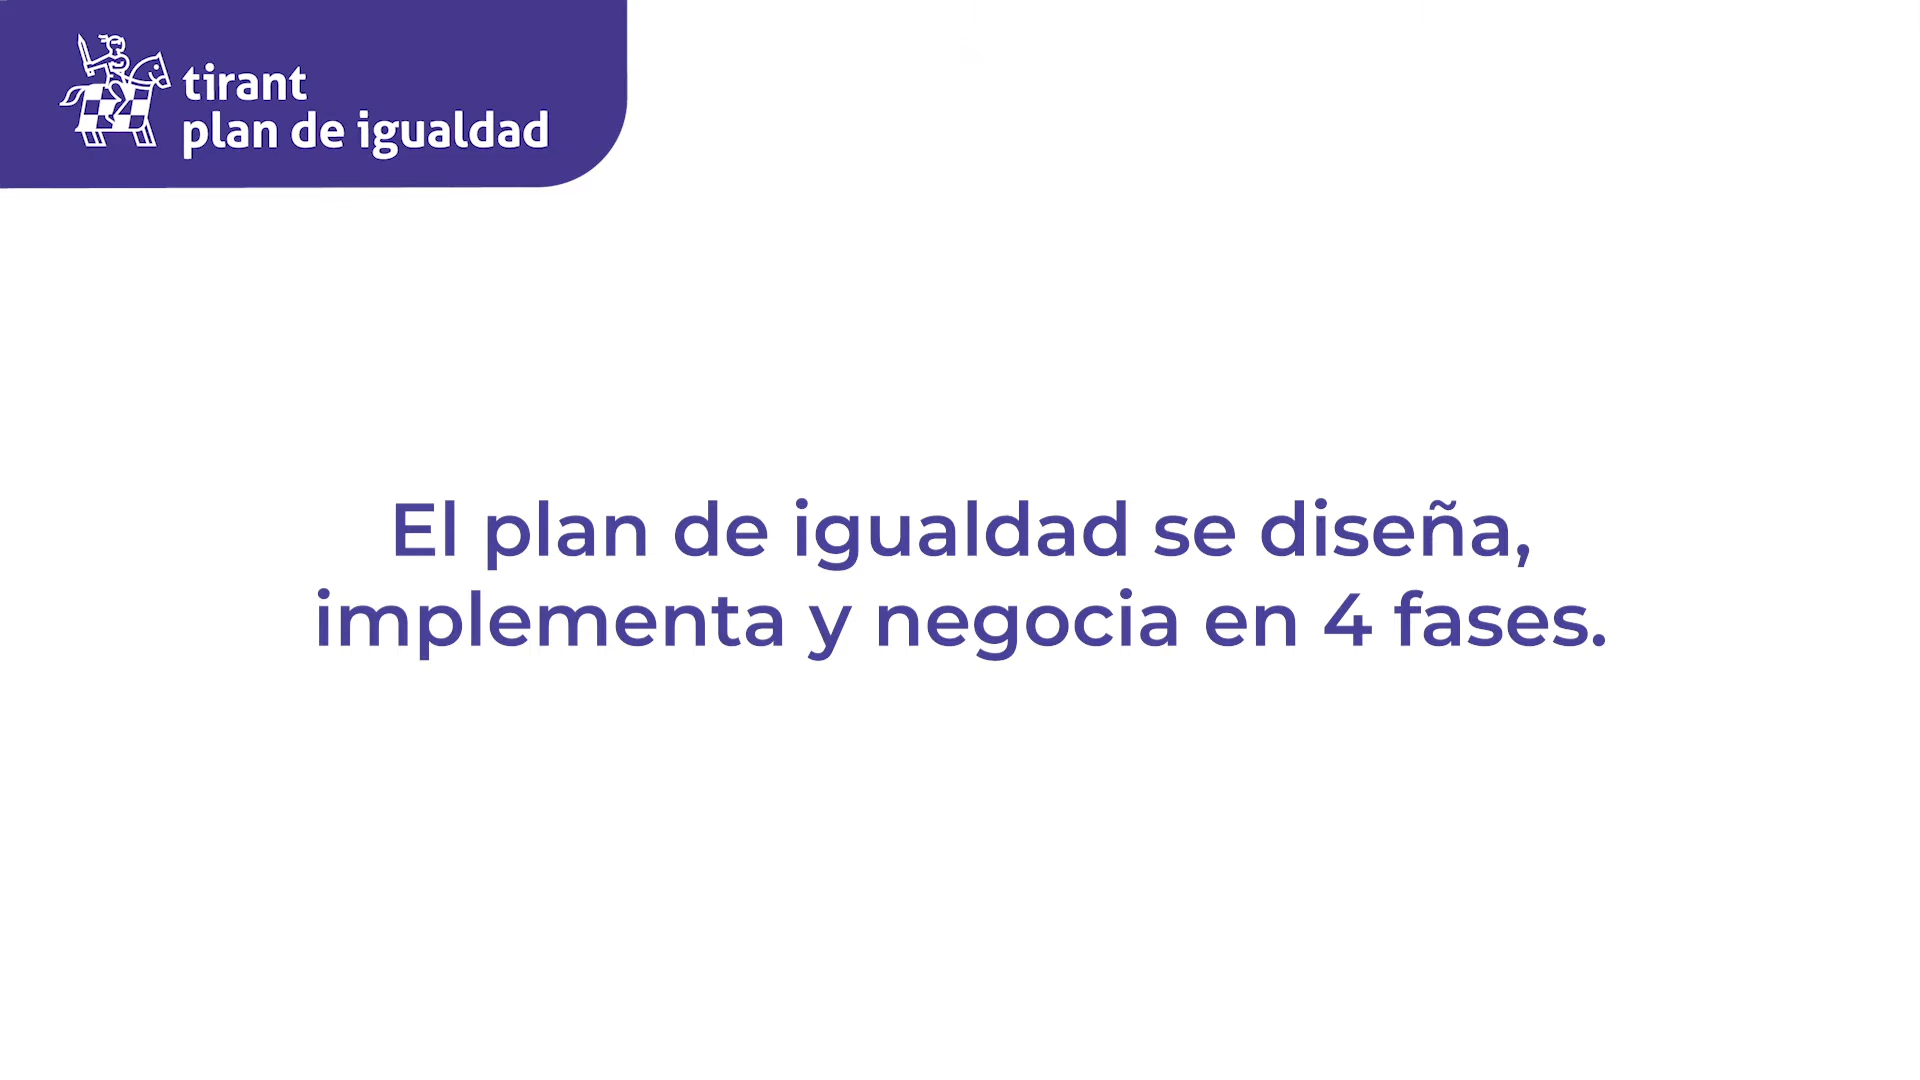 tirant
plan de igualdad
El plan de igualdad se diseña,
implementa y negocia en 4 fases.